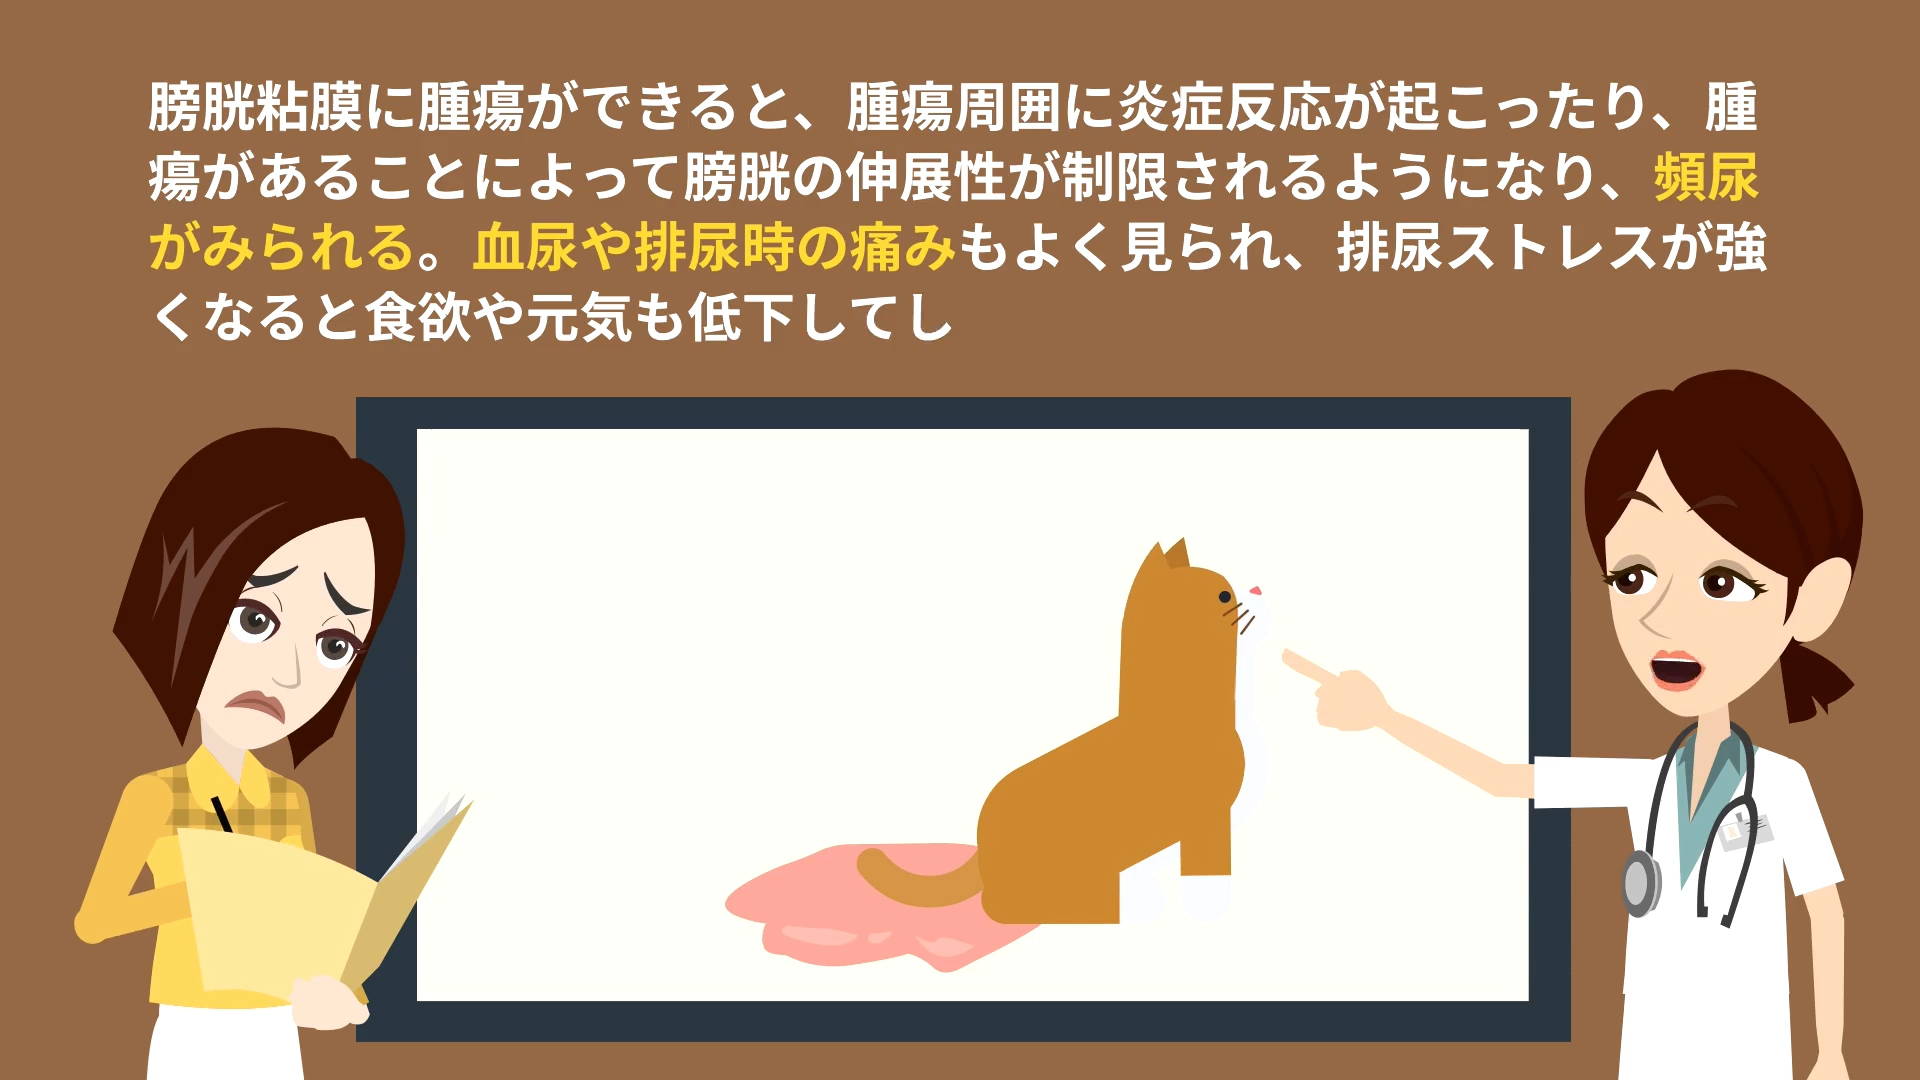 膀胱粘膜に腫瘍ができると、腫瘍周囲に炎症反応が起こったり、腫
瘍があることによって膀胱の伸展性が制限されるようになり、頻尿
がみられる。血尿や排尿時の痛みもよく見られ、排尿ストレスが強
くなると食欲や元気も低下してし